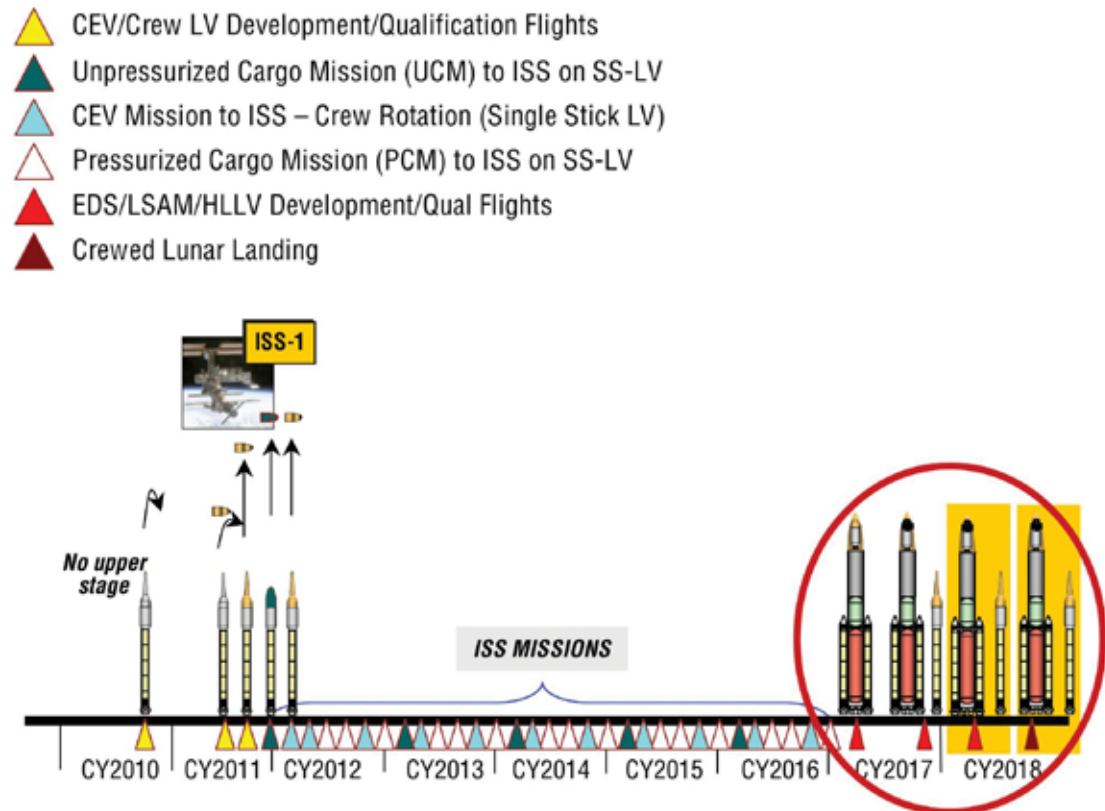 CEV/Crew LV Development/Qualification Flights
Unpressurized Cargo Mission (UCM) to ISS on SS-LV
CEV Mission to ISS – Crew Rotation (Single Stick LV)
Pressurized Cargo Mission (PCM) to ISS on SS-LV
EDS/LSAM/HLLV Development/Qual Flights
Crewed Lunar Landing
ISS-1
No upper
stage
ISS MISSIONS
CY2010 CY2011 CY2012 CY2013 CY2014 CY2015 CY2016 CY2017 CY2018